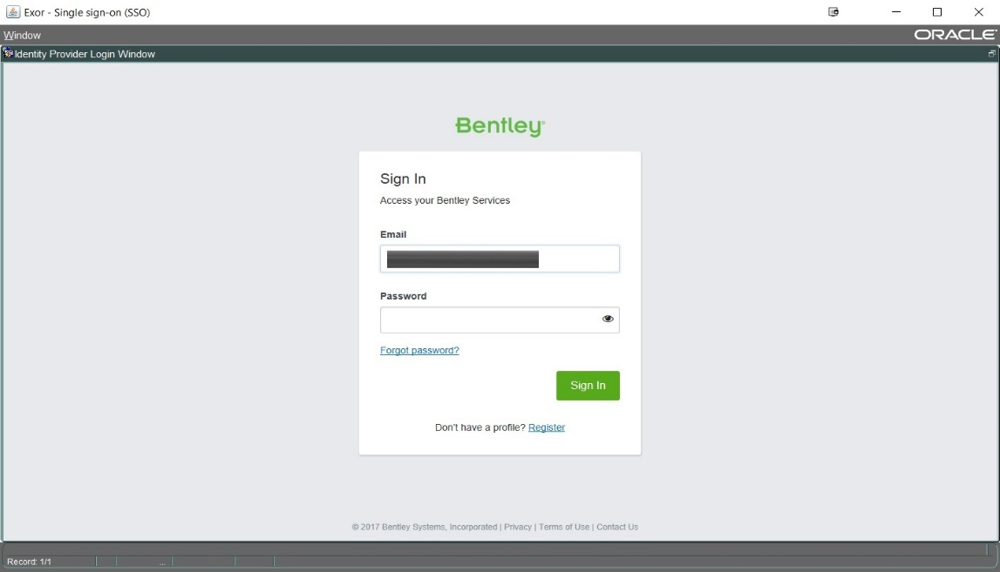 Exor - Single sign-on (SSO)
Window
ORACLE
Identity Provider Login Window
Bentley
Sign In
Access your Bentley Services
Email
Password
Forgot password?
Sign In
Don't have a profile? Register
© 2017 Bentley Systems, Incorporated | Privacy | Terms of Use | Contact Us
Record: 1/1
...